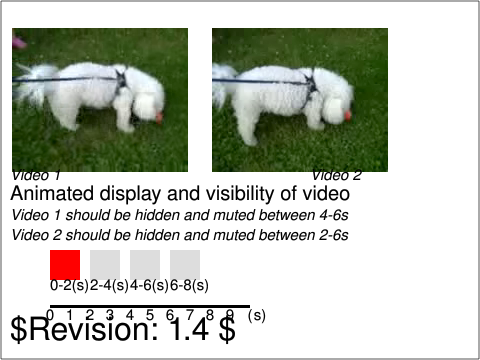 Video 1 Video 2
Animated display and visibility of video
Video 1 should be hidden and muted between 4-6s
Video 2 should be hidden and muted between 2-6s
0-2(s) 2-4(s) 4-6(s) 6-8(s)
0 1 2 3 4 5 6 7 8 9 (s)
$Revision: 1.4 $